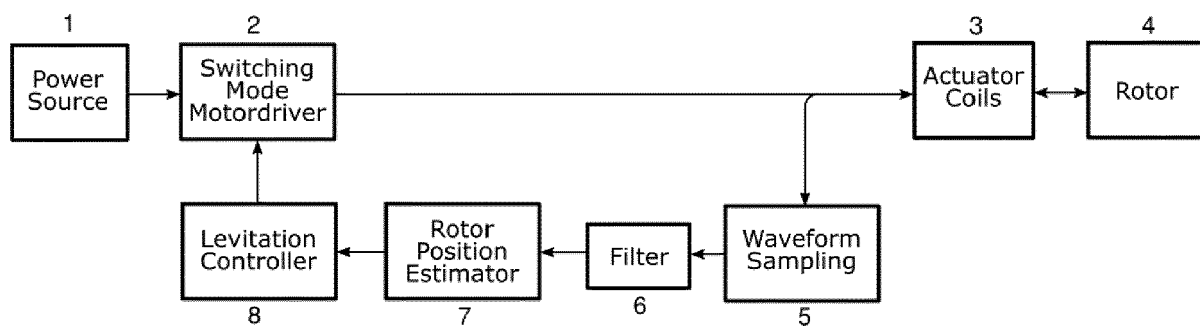 1
2
3
4
Power
Source
Switching
Mode
Motordriver
Actuator
Coils
Rotor
Levitation
Controller
Rotor
Position
Estimator
Filter
Waveform
Sampling
8
7
6
5